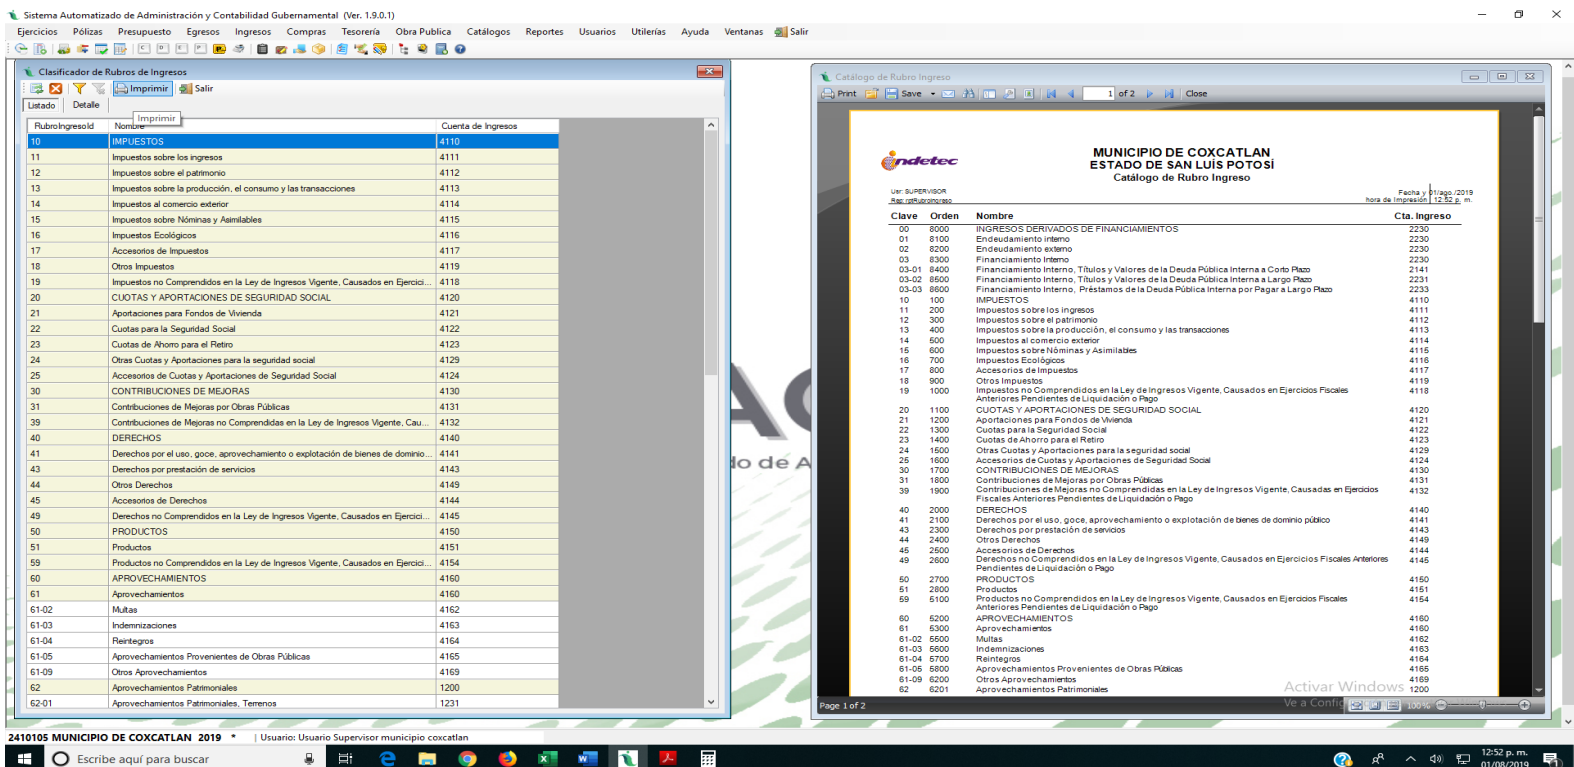 Sistema Automatizado de Administración y Contabilidad Gubernamental (Ver. 1.9.0.1)
Ejercicios Pólizas Presupuesto Egresos Ingresos Compras Tesorería Obra Publica Catálogos Reportes Usuarios Utilerías Ayuda Ventanas Salir
Clasificador de Rubros de Ingresos
Imprimir Salir
Listado Detalle
Imprimir
RubroIngresoId Nombre Cuenta de Ingresos
10 IMPUESTOS 4110
11 Impuestos sobre los ingresos 4111
12 Impuestos sobre el patrimonio 4112
13 Impuestos sobre la producción, el consumo y las transacciones 4113
14 Impuestos al comercio exterior 4114
15 Impuestos sobre Nóminas y Asimilables 4115
16 Impuestos Ecológicos 4116
17 Accesorios de Impuestos 4117
18 Otros Impuestos 4119
19 Impuestos no Comprendidos en la Ley de Ingresos Vigente, Causados en Ejercici... 4118
20 CUOTAS Y APORTACIONES DE SEGURIDAD SOCIAL 4120
21 Aportaciones para Fondos de Vivienda 4121
22 Cuotas para la Seguridad Social 4122
23 Cuotas de Ahorro para el Retiro 4123
24 Otras Cuotas y Aportaciones para la seguridad social 4129
25 Accesorios de Cuotas y Aportaciones de Seguridad Social 4124
30 CONTRIBUCIONES DE MEJORAS 4130
31 Contribuciones de Mejoras por Obras Públicas 4131
39 Contribuciones de Mejoras no Comprendidas en la Ley de Ingresos Vigente, Cau... 4132
40 DERECHOS 4140
41 Derechos por el uso, goce, aprovechamiento o explotación de bienes de dominio... 4141
43 Derechos por prestación de servicios 4143
44 Otros Derechos 4149
45 Accesorios de Derechos 4144
49 Derechos no Comprendidos en la Ley de Ingresos Vigente, Causados en Ejercici... 4145
50 PRODUCTOS 4150
51 Productos 4151
59 Productos no Comprendidos en la Ley de Ingresos Vigente, Causados en Ejercici... 4154
60 APROVECHAMIENTOS 4160
61 Aprovechamientos 4160
61-02 Multas 4162
61-03 Indemnizaciones 4163
61-04 Reintegros 4164
61-05 Aprovechamientos Provenientes de Obras Públicas 4165
61-09 Otros Aprovechamientos 4169
62 Aprovechamientos Patrimoniales 1200
62-01 Aprovechamientos Patrimoniales, Terrenos 1231
do de A
Catálogo de Rubro Ingreso
Print Save 1 of 2 Close
indetec
MUNICIPIO DE COXCATLAN
ESTADO DE SAN LUÍS POTOSÍ
Catálogo de Rubro Ingreso
Usr: SUPERVISOR
Rep: rptRubroIngreso
Fecha y 01/ago./2019
hora de Impresión 12:52 p. m.
Clave Orden Nombre Cta. Ingreso
00 8000 INGRESOS DERIVADOS DE FINANCIAMIENTOS 2230
01 8100 Endeudamiento interno 2230
02 8200 Endeudamiento externo 2230
03 8300 Financiamiento Interno 2230
03-01 8400 Financiamiento Interno, Títulos y Valores de la Deuda Pública Interna a Corto Plazo 2141
03-02 8500 Financiamiento Interno, Títulos y Valores de la Deuda Pública Interna a Largo Plazo 2231
03-03 8600 Financiamiento Interno, Préstamos de la Deuda Pública Interna por Pagar a Largo Plazo 2233
10 100 IMPUESTOS 4110
11 200 Impuestos sobre los ingresos 4111
12 300 Impuestos sobre el patrimonio 4112
13 400 Impuestos sobre la producción, el consumo y las transacciones 4113
14 500 Impuestos al comercio exterior 4114
15 600 Impuestos sobre Nóminas y Asimilables 4115
16 700 Impuestos Ecológicos 4116
17 800 Accesorios de Impuestos 4117
18 900 Otros Impuestos 4119
19 1000 Impuestos no Comprendidos en la Ley de Ingresos Vigente, Causados en Ejercicios Fiscales 4118
Anteriores Pendientes de Liquidación o Pago
20 1100 CUOTAS Y APORTACIONES DE SEGURIDAD SOCIAL 4120
21 1200 Aportaciones para Fondos de Vivienda 4121
22 1300 Cuotas para la Seguridad Social 4122
23 1400 Cuotas de Ahorro para el Retiro 4123
24 1500 Otras Cuotas y Aportaciones para la seguridad social 4129
25 1600 Accesorios de Cuotas y Aportaciones de Seguridad Social 4124
30 1700 CONTRIBUCIONES DE MEJORAS 4130
31 1800 Contribuciones de Mejoras por Obras Públicas 4131
39 1900 Contribuciones de Mejoras no Comprendidas en la Ley de Ingresos Vigente, Causadas en Ejercicios 4132
Fiscales Anteriores Pendientes de Liquidación o Pago
40 2000 DERECHOS 4140
41 2100 Derechos por el uso, goce, aprovechamiento o explotación de bienes de dominio público 4141
43 2300 Derechos por prestación de servicios 4143
44 2400 Otros Derechos 4149
45 2500 Accesorios de Derechos 4144
49 2600 Derechos no Comprendidos en la Ley de Ingresos Vigente, Causados en Ejercicios Fiscales Anteriores 4145
Pendientes de Liquidación o Pago
50 2700 PRODUCTOS 4150
51 2800 Productos 4151
59 5100 Productos no Comprendidos en la Ley de Ingresos Vigente, Causados en Ejercicios Fiscales 4154
Anteriores Pendientes de Liquidación o Pago
60 5200 APROVECHAMIENTOS 4160
61 5300 Aprovechamientos 4160
61-02 5500 Multas 4162
61-03 5600 Indemnizaciones 4163
61-04 5700 Reintegros 4164
61-05 5800 Aprovechamientos Provenientes de Obras Públicas 4165
61-09 6200 Otros Aprovechamientos 4169
62 6201 Aprovechamientos Patrimoniales 1200
Activar Windows
Ve a Config
Page 1 of 2 100%
2410105 MUNICIPIO DE COXCATLAN 2019 * | Usuario: Usuario Supervisor municipio coxcatlan
Escribe aquí para buscar
12:52 p. m.
01/08/2019